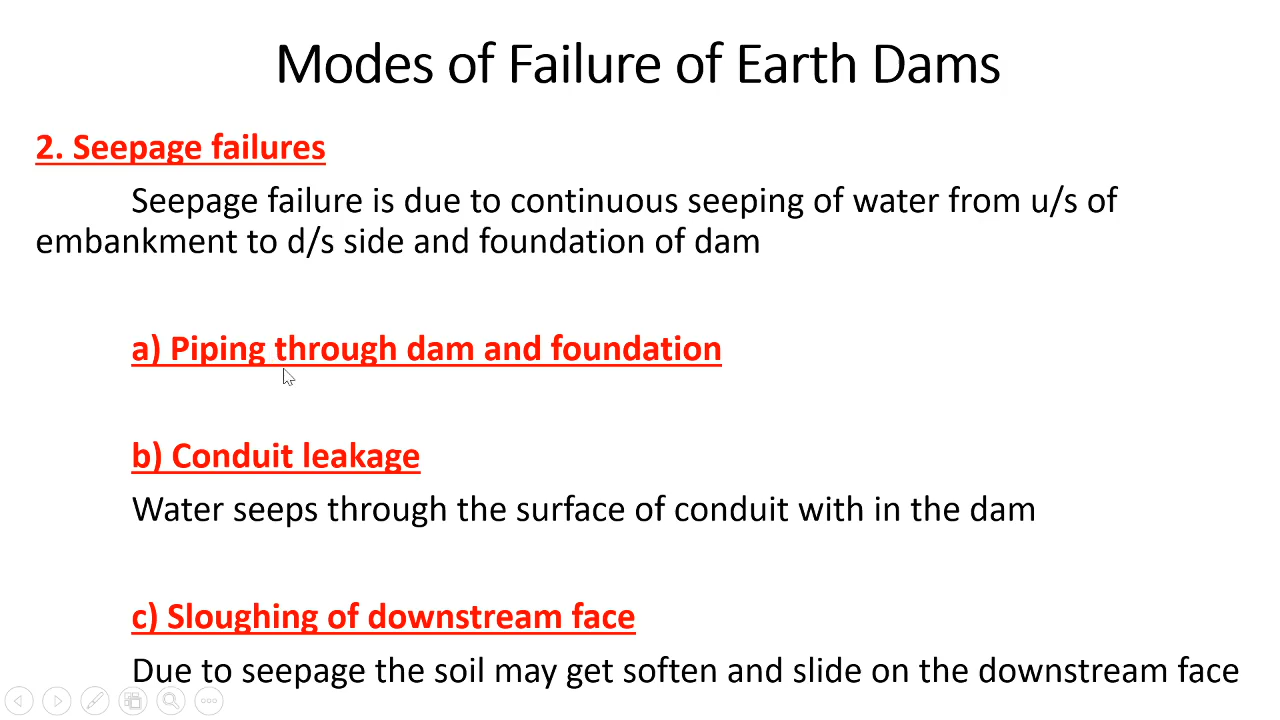 Modes of Failure of Earth Dams
2. Seepage failures
Seepage failure is due to continuous seeping of water from u/s of
embankment to d/s side and foundation of dam
a) Piping through dam and foundation
b) Conduit leakage
Water seeps through the surface of conduit with in the dam
c) Sloughing of downstream face
Due to seepage the soil may get soften and slide on the downstream face